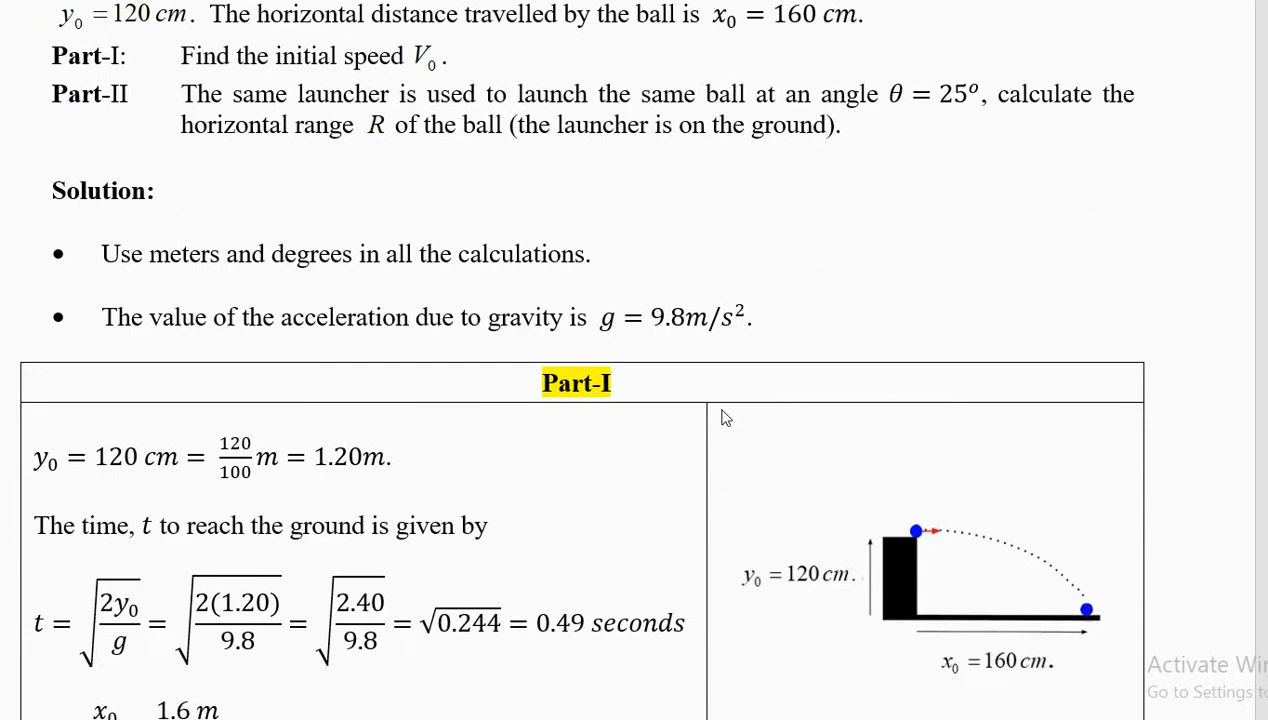 y₀ = 120 cm. The horizontal distance travelled by the ball is x₀ = 160 cm.
Part-I: Find the initial speed V₀.
Part-II The same launcher is used to launch the same ball at an angle θ = 25⁰, calculate the
horizontal range R of the ball (the launcher is on the ground).
Solution:
• Use meters and degrees in all the calculations.
• The value of the acceleration due to gravity is g = 9.8m/s².
Part-I
y₀ = 120 cm = 120/100 m = 1.20m.
The time, t to reach the ground is given by
t = √(2y₀/g) = √(2(1.20)/9.8) = √(2.40/9.8) = √0.244 = 0.49 seconds
x₀ 1.6 m
y₀ = 120 cm.
x₀ = 160 cm.
Activate Wi
Go to Settings t